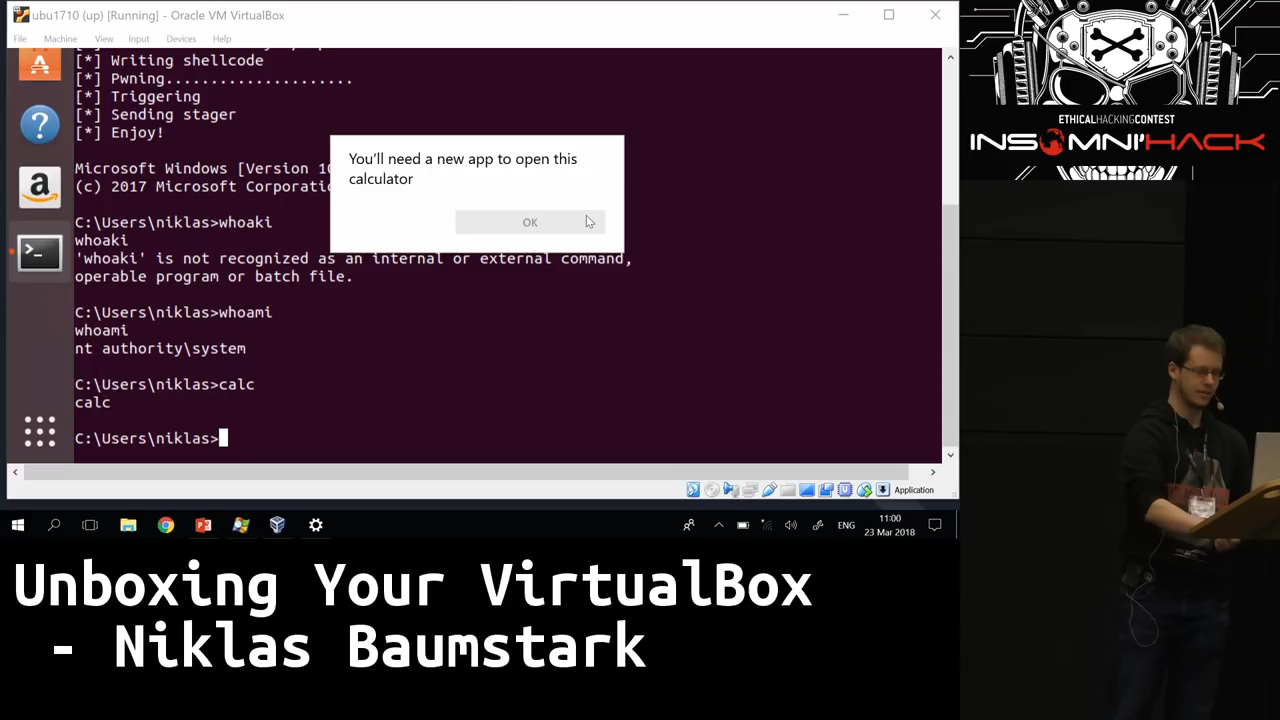 ubu1710 (up) [Running] - Oracle VM VirtualBox
File Machine View Input Devices Help
[*] Writing shellcode
[*] Pwning.....................
[*] Triggering
[*] Sending stager
[*] Enjoy!
Microsoft Windows [Version 10
(c) 2017 Microsoft Corporatio
You'll need a new app to open this
calculator
OK
C:\Users\niklas>whoaki
whoaki
'whoaki' is not recognized as an internal or external command,
operable program or batch file.
C:\Users\niklas>whoami
whoami
nt authority\system
C:\Users\niklas>calc
calc
C:\Users\niklas>
Application
ENG
11:00
23 Mar 2018
ETHICALHACKINGCONTEST
INSOMNI'HACK
Unboxing Your VirtualBox
- Niklas Baumstark